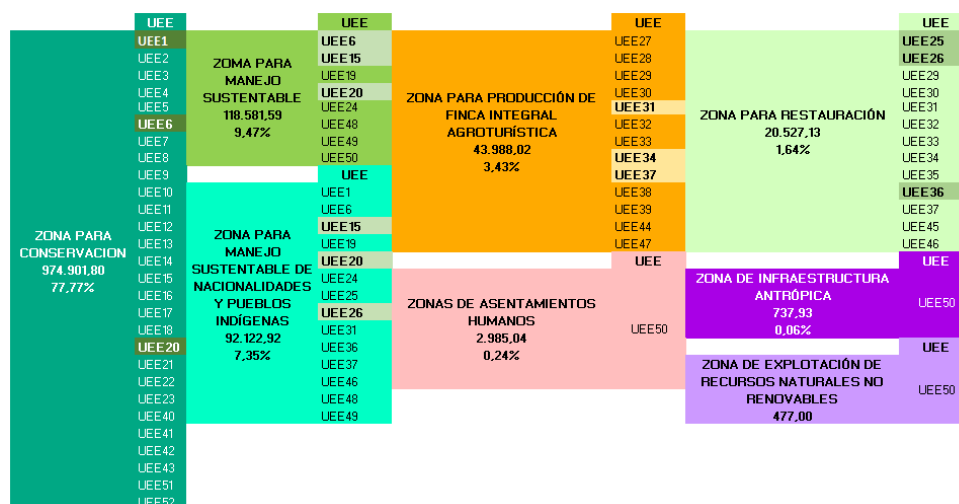 UEE
ZONA PARA
CONSERVACION
974.901,80
77,77%
UEE1
UEE2
UEE3
UEE4
UEE5
UEE6
UEE7
UEE8
UEE9
UEE10
UEE11
UEE12
UEE13
UEE14
UEE15
UEE16
UEE17
UEE18
UEE20
UEE21
UEE22
UEE23
UEE40
UEE41
UEE42
UEE43
UEE51
UEE52
UEE
ZOMA PARA
MANEJO
SUSTENTABLE
118.581,59
9,47%
UEE6
UEE15
UEE19
UEE20
UEE24
UEE48
UEE49
UEE50
UEE
ZONA PARA
MANEJO
SUSTENTABLE DE
NACIONALIDADES
Y PUEBLOS
INDÍGENAS
92.122,92
7,35%
UEE1
UEE6
UEE15
UEE19
UEE20
UEE24
UEE25
UEE26
UEE31
UEE36
UEE37
UEE46
UEE48
UEE49
UEE
ZONA PARA PRODUCCIÓN DE
FINCA INTEGRAL
AGROTURÍSTICA
43.988,02
3,43%
UEE27
UEE28
UEE29
UEE30
UEE31
UEE32
UEE33
UEE34
UEE37
UEE38
UEE39
UEE44
UEE47
UEE
ZONAS DE ASENTAMIENTOS
HUMANOS
2.985,04
0,24%
UEE50
UEE
ZONA PARA RESTAURACIÓN
20.527,13
1,64%
UEE25
UEE26
UEE29
UEE30
UEE31
UEE32
UEE33
UEE34
UEE35
UEE36
UEE37
UEE45
UEE46
UEE
ZONA DE INFRAESTRUCTURA
ANTRÓPICA
737,93
0,06%
UEE50
UEE
ZONA DE EXPLOTACIÓN DE
RECURSOS NATURALES NO
RENOVABLES
477,00
UEE50